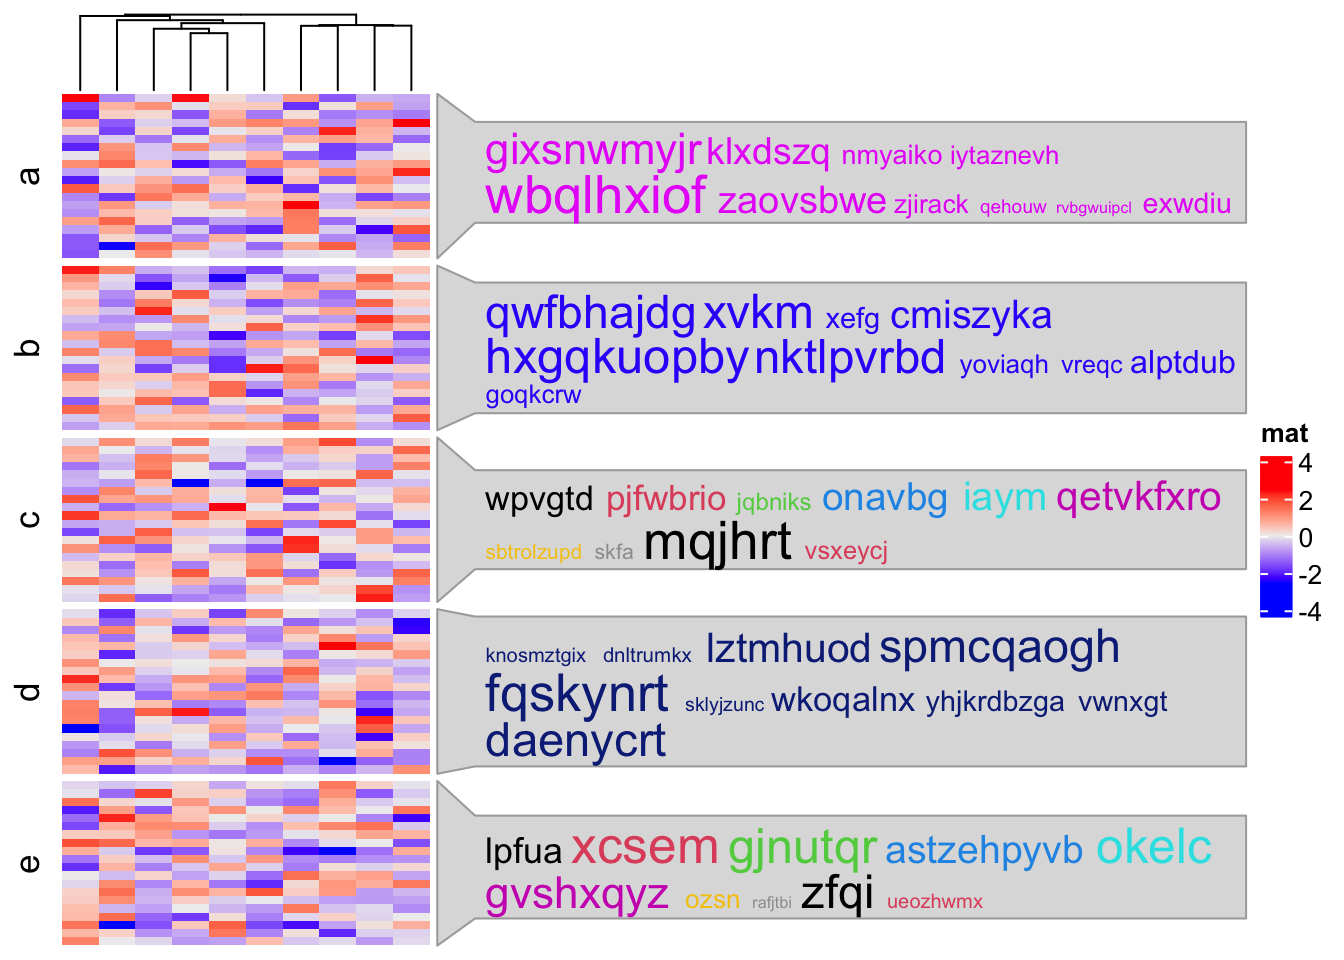 a
gixsnwmyjr klxdszq nmyaiko iytaznevh
wbqlhxiof zaovsbwe zjirack qehouw rvbgwuipcl exwdiu
b
qwfbhajdg xvkm xefg cmiszyka
hxgqkuopby nktlpvrbd yoviaqh vreqc alptdub
goqkcrw
c
wpvgtd pjfwbrio jqbniks onavbg iaym qetvkfxro
sbtrolzupd skfa mqjhrt vsxeycj
d
knosmztgix dnltrumkx lztmhuod spmcqaogh
fqskynrt sklyjzunc wkoqalnx yhjkrdbzga vwnxgt
daenycrt
e
lpfua xcsem gjnutqr astzehpyvb okelc
gvshxqyz ozsn rafjtbi zfqi ueozhwmx
mat
4
2
0
-2
-4